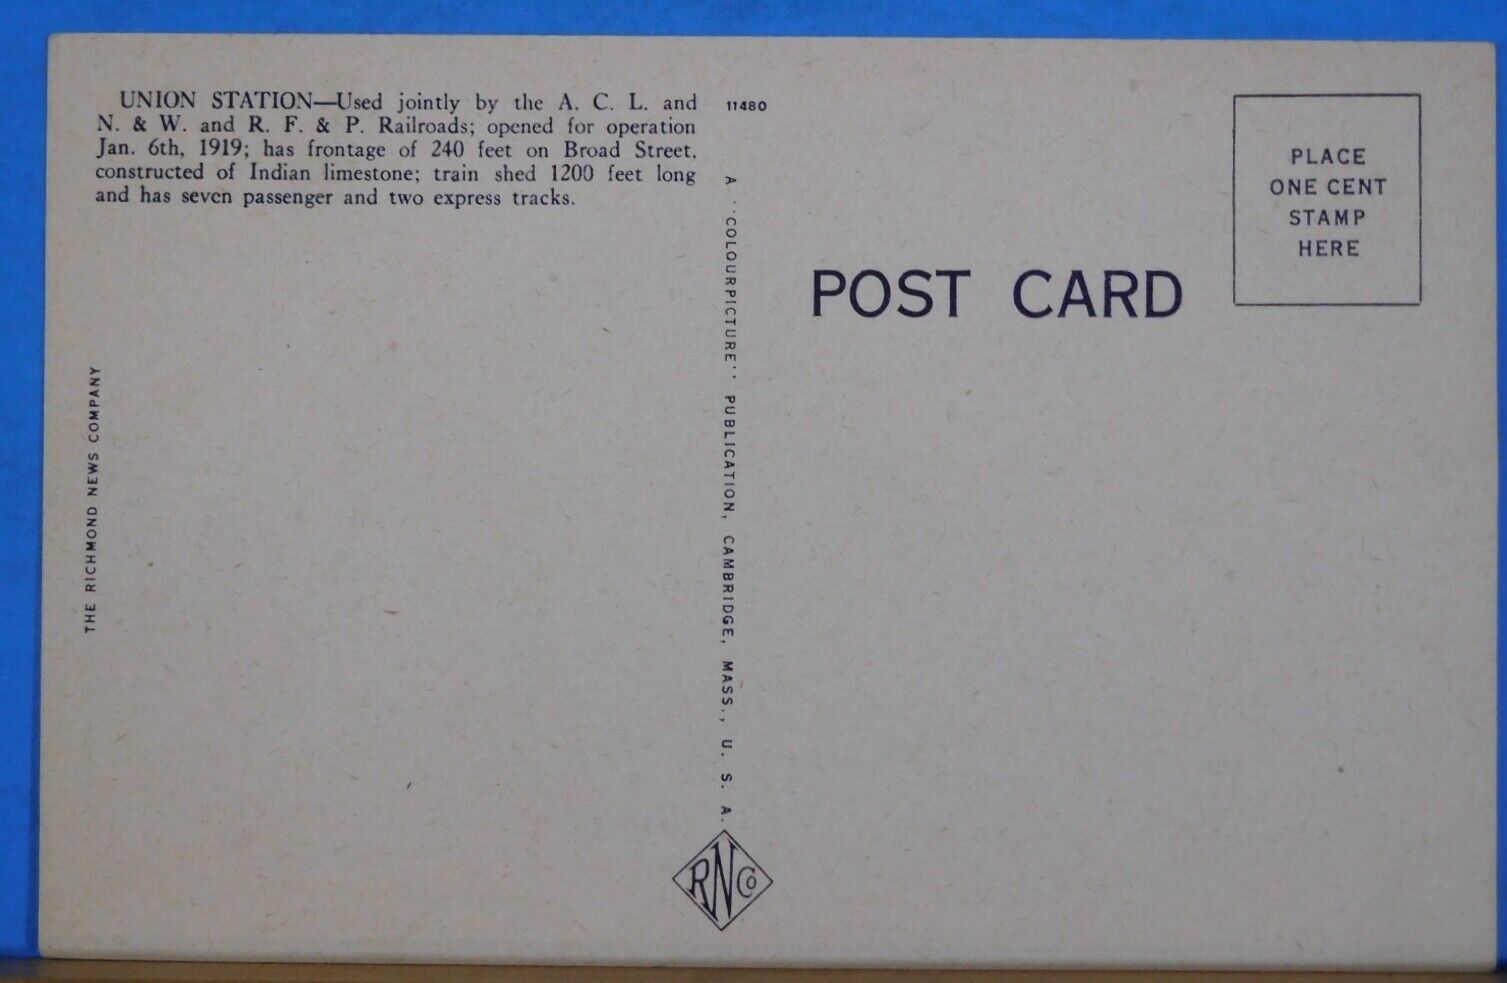 UNION STATION—Used jointly by the A. C. L. and
N. & W. and R. F. & P. Railroads; opened for operation
Jan. 6th, 1919; has frontage of 240 feet on Broad Street,
constructed of Indian limestone; train shed 1200 feet long
and has seven passenger and two express tracks.
THE RICHMOND NEWS COMPANY
11480
A "COLOURPICTURE" PUBLICATION, CAMBRIDGE, MASS., U. S. A.
RNCo
POST CARD
PLACE
ONE CENT
STAMP
HERE